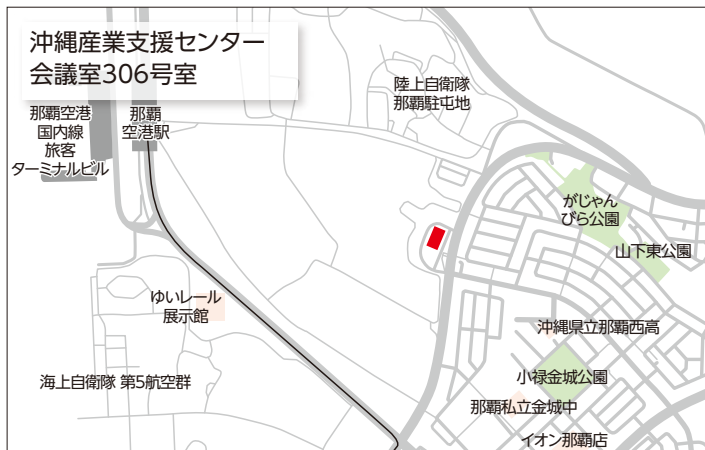 沖縄産業支援センター
会議室306号室
那覇空港
国内線
旅客
ターミナルビル
那覇
空港駅
陸上自衛隊
那覇駐屯地
がじゃん
びら公園
山下東公園
ゆいレール
展示館
沖縄県立那覇西高
海上自衛隊 第5航空群
小禄金城公園
那覇私立金城中
イオン那覇店